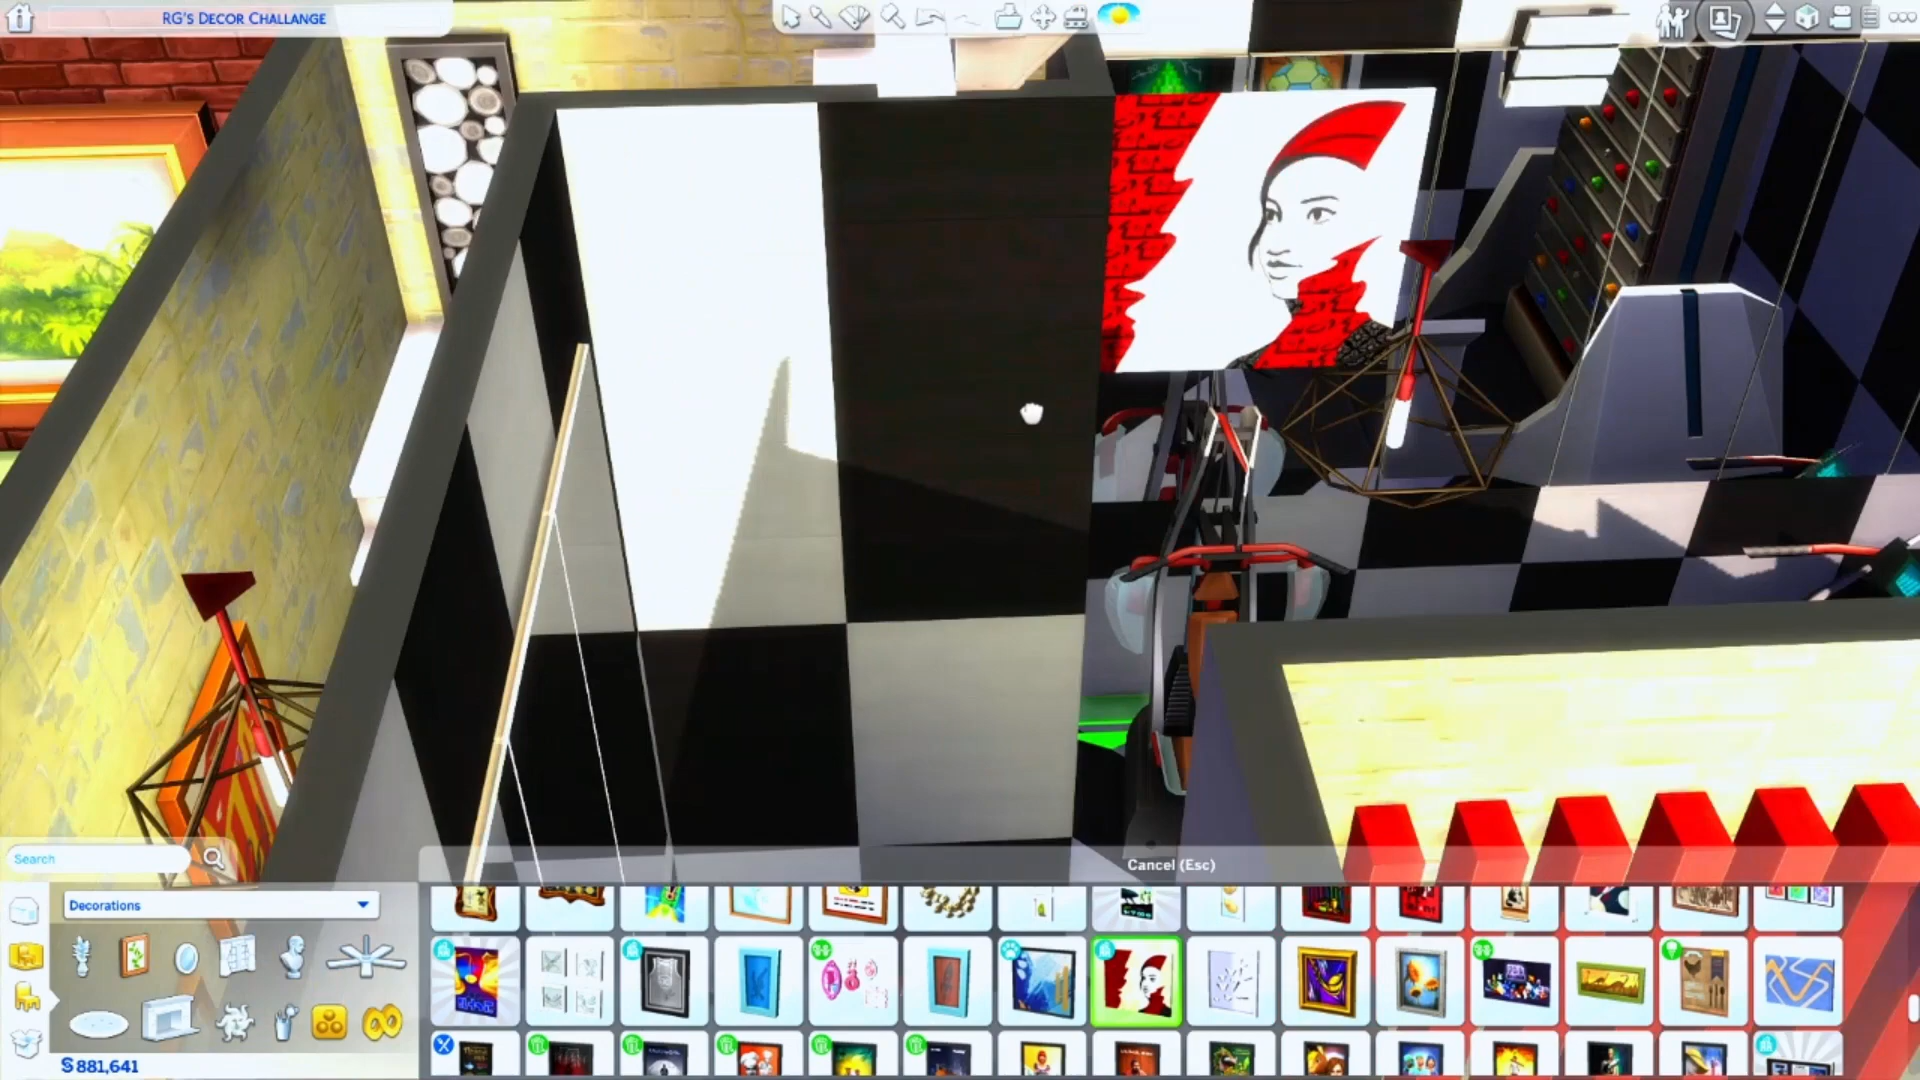 RG'S DECOR CHALLANGE
Cancel (Esc)
Search
Decorations
§881,641